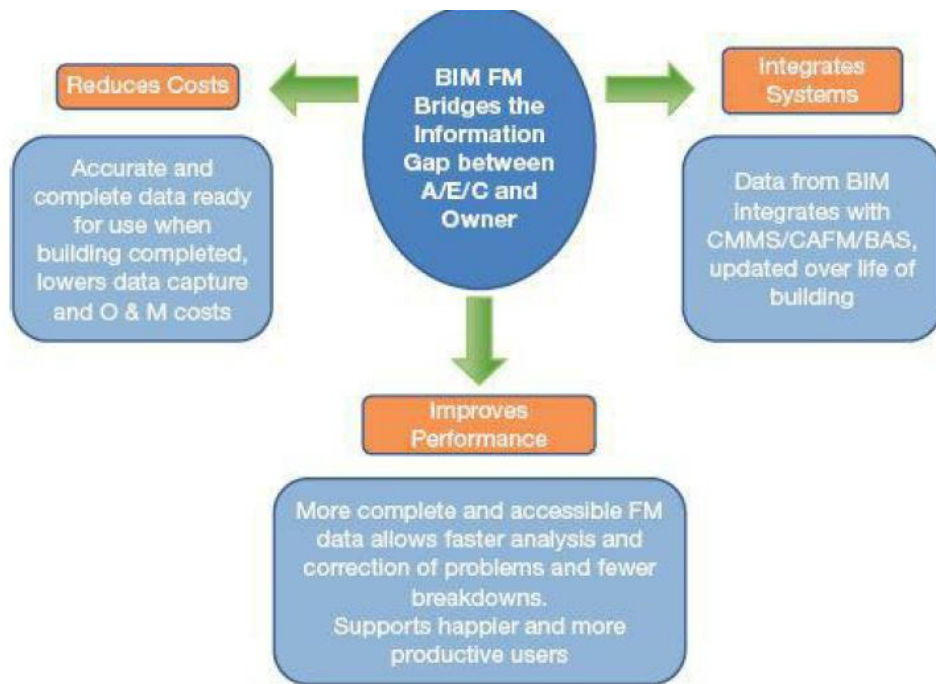 BIM FM
Bridges the
Information
Gap between
A/E/C and
Owner
Reduces Costs
Accurate and
complete data ready
for use when
building completed,
lowers data capture
and O & M costs
Integrates
Systems
Data from BIM
integrates with
CMMS/CAFM/BAS,
updated over life of
building
Improves
Performance
More complete and accessible FM
data allows faster analysis and
correction of problems and fewer
breakdowns.
Supports happier and more
productive users